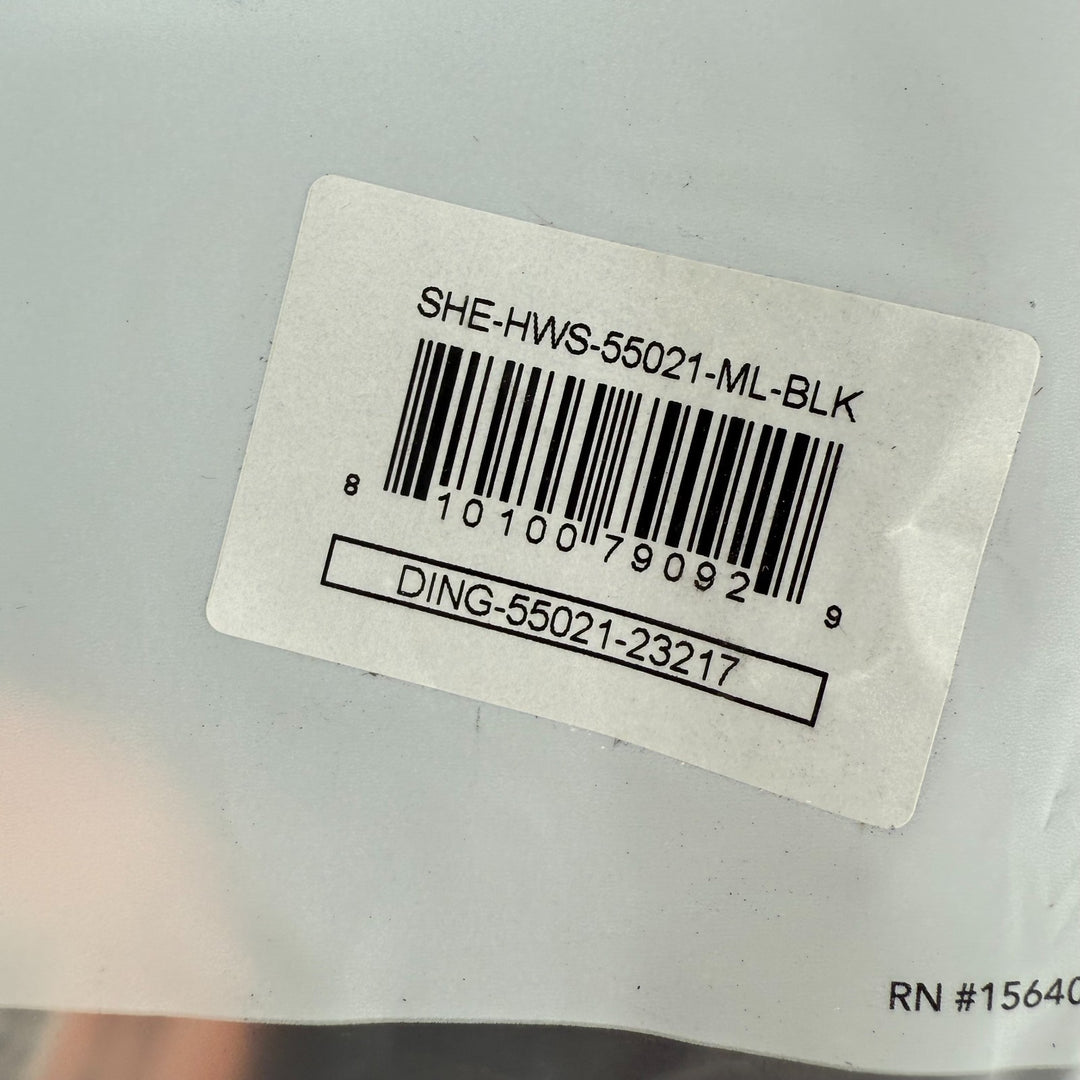 SHE-HWS-55021-ML-BLK
8 10100 79092 9
DING-55021-23217
RN #15640